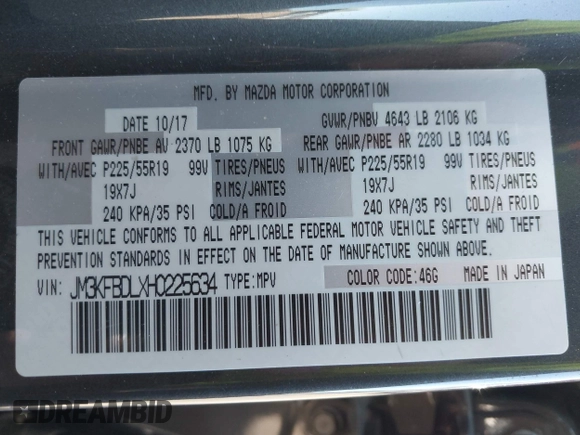 MFD. BY MAZDA MOTOR CORPORATION
DATE 10/17 GVWR/PNBV 4643 LB 2106 KG
FRONT GAWR/PNBE AV 2370 LB 1075 KG REAR GAWR/PNBE AR 2280 LB 1034 KG
WITH/AVEC P225/55R19 99V TIRES/PNEUS WITH/AVEC P225/55R19 99V TIRES/PNEUS
19X7J RIMS/JANTES 19X7J RIMS/JANTES
240 KPA/35 PSI COLD/A FROID 240 KPA/35 PSI COLD/A FROID
THIS VEHICLE CONFORMS TO ALL APPLICABLE FEDERAL MOTOR VEHICLE SAFETY AND THEFT
PREVENTION STANDARDS IN EFFECT ON THE DATE OF MANUFACTURE SHOWN ABOVE.
VIN: JM3KFBDLXH0225634 TYPE:MPV COLOR CODE:46G MADE IN JAPAN
DREAMBID